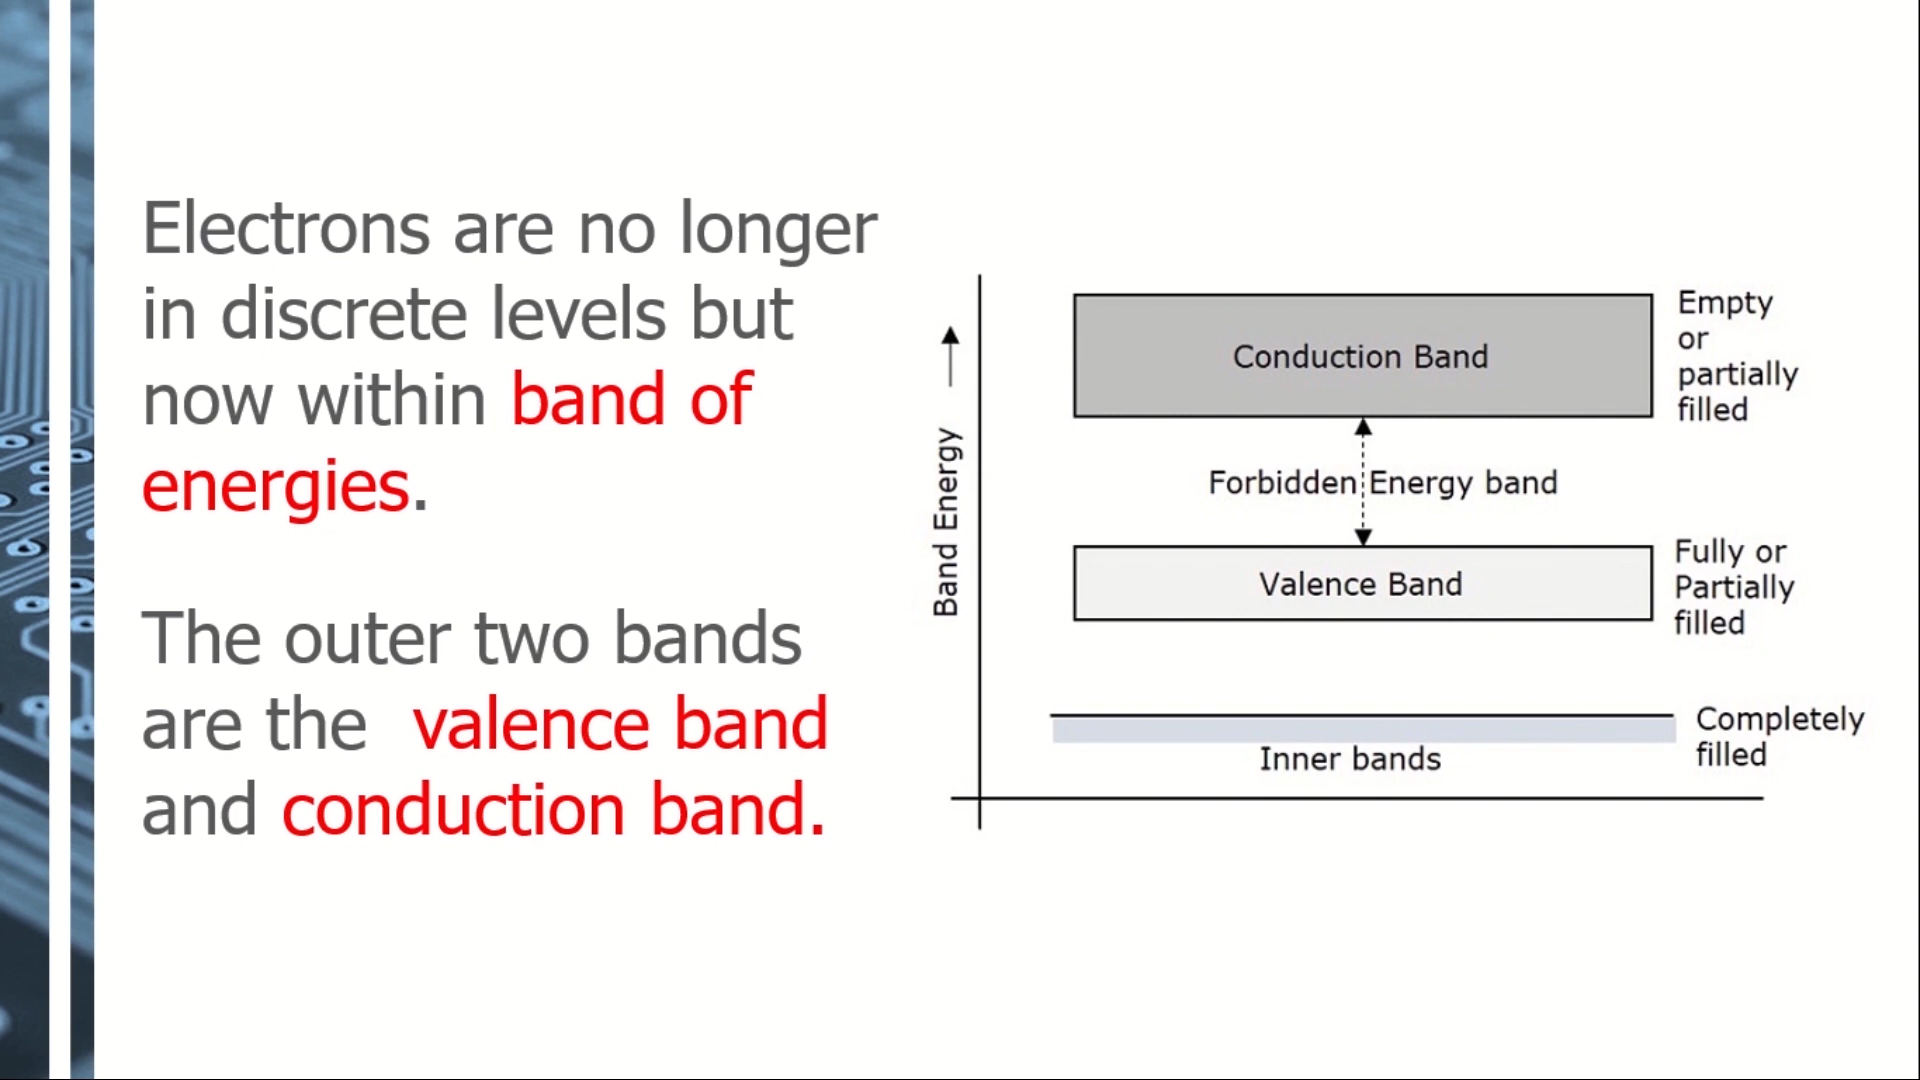 Electrons are no longer
in discrete levels but
now within band of
energies.
The outer two bands
are the  valence band
and conduction band.
Band Energy
Conduction Band
Empty
or
partially
filled
Forbidden Energy band
Valence Band
Fully or
Partially
filled
Inner bands
Completely
filled